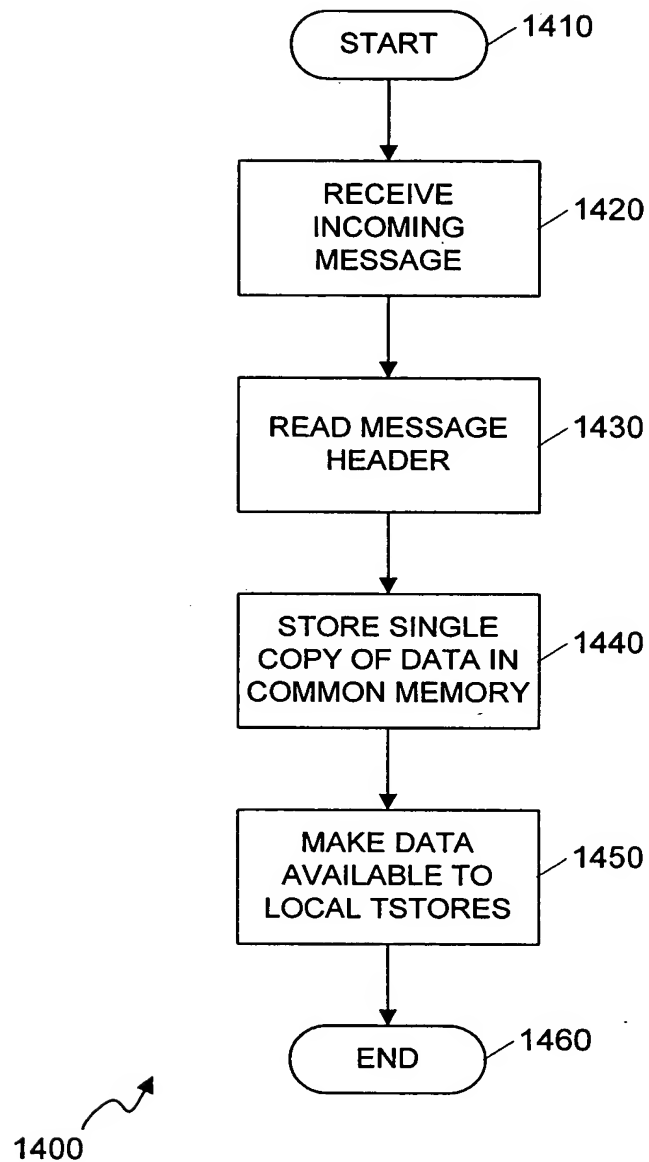 START
1410
RECEIVE
INCOMING
MESSAGE
1420
READ MESSAGE
HEADER
1430
STORE SINGLE
COPY OF DATA IN
COMMON MEMORY
1440
MAKE DATA
AVAILABLE TO
LOCAL TSTORES
1450
END
1460
1400